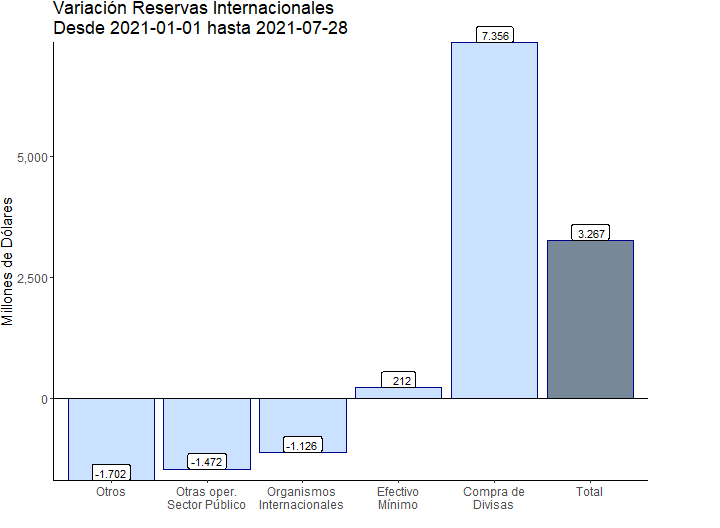 Variación Reservas Internacionales
Desde 2021-01-01 hasta 2021-07-28
7.356
5,000
3.267
Millones de Dólares
2,500
212
0
-1.126
-1.472
-1.702
Otros
Otras oper.
Sector Público
Organismos
Internacionales
Efectivo
Mínimo
Compra de
Divisas
Total